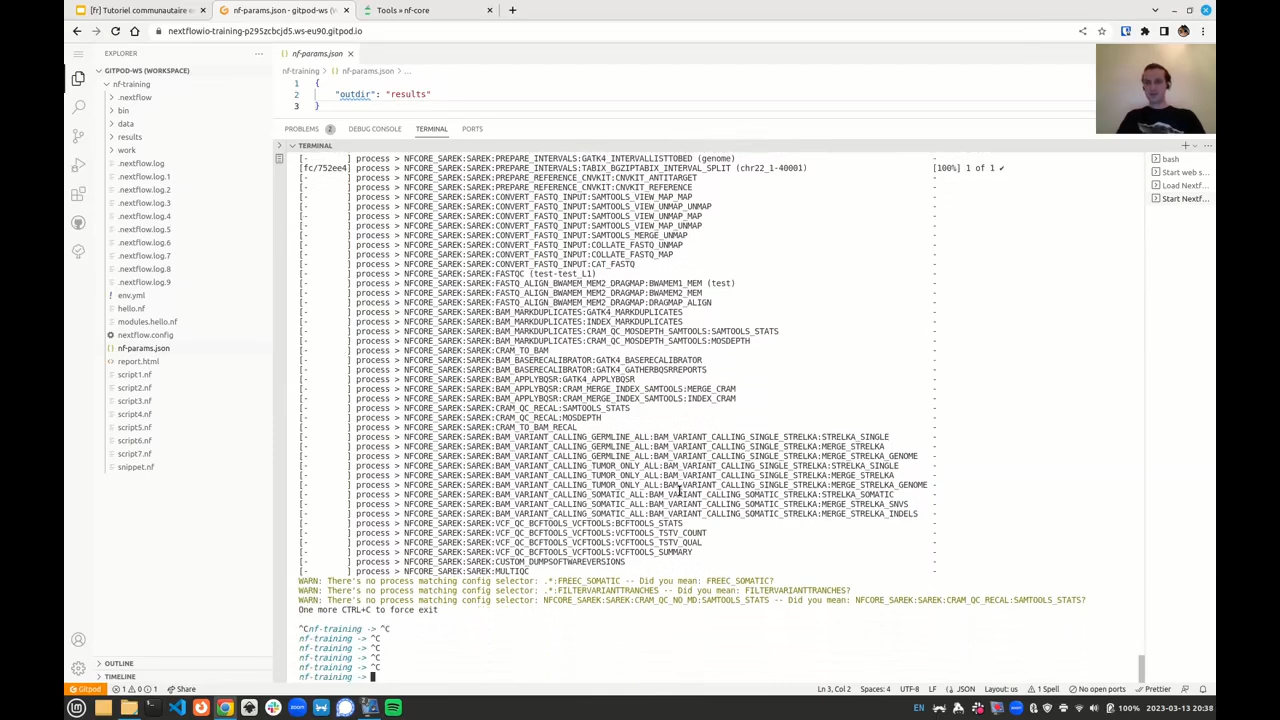 [fr] Tutoriel communautaire en
nf-params.json - gitpod-ws (
Tools » nf-core
nextflowio-training-p295zcbcjd5.ws-eu90.gitpod.io
EXPLORER
nf-params.json
GITPOD-WS (WORKSPACE)
nf-training > nf-params.json > ...
nf-training
.nextflow
bin
data
results
work
.nextflow.log
.nextflow.log.1
.nextflow.log.2
.nextflow.log.3
.nextflow.log.4
.nextflow.log.5
.nextflow.log.6
.nextflow.log.7
.nextflow.log.8
.nextflow.log.9
env.yml
hello.nf
modules.hello.nf
nextflow.config
nf-params.json
report.html
script1.nf
script2.nf
script3.nf
script4.nf
script5.nf
script6.nf
script7.nf
snippet.nf
OUTLINE
TIMELINE
1 {
2 "outdir": "results"
3 }
PROBLEMS 2 DEBUG CONSOLE TERMINAL PORTS
TERMINAL
bash
Start web s...
Load Nextf...
Start Nextf...
[- ] process > NFCORE_SAREK:SAREK:PREPARE_INTERVALS:GATK4_INTERVALLISTTOBED (genome) -
[fc/752ee4] process > NFCORE_SAREK:SAREK:PREPARE_INTERVALS:TABIX_BGZIPTABIX_INTERVAL_SPLIT (chr22_1-40001) [100%] 1 of 1 ✔
[- ] process > NFCORE_SAREK:SAREK:PREPARE_REFERENCE_CNVKIT:CNVKIT_ANTITARGET -
[- ] process > NFCORE_SAREK:SAREK:PREPARE_REFERENCE_CNVKIT:CNVKIT_REFERENCE -
[- ] process > NFCORE_SAREK:SAREK:CONVERT_FASTQ_INPUT:SAMTOOLS_VIEW_MAP_MAP -
[- ] process > NFCORE_SAREK:SAREK:CONVERT_FASTQ_INPUT:SAMTOOLS_VIEW_UNMAP_UNMAP -
[- ] process > NFCORE_SAREK:SAREK:CONVERT_FASTQ_INPUT:SAMTOOLS_VIEW_UNMAP_MAP -
[- ] process > NFCORE_SAREK:SAREK:CONVERT_FASTQ_INPUT:SAMTOOLS_MERGE_UNMAP -
[- ] process > NFCORE_SAREK:SAREK:CONVERT_FASTQ_INPUT:COLLATE_FASTQ_UNMAP -
[- ] process > NFCORE_SAREK:SAREK:CONVERT_FASTQ_INPUT:COLLATE_FASTQ_MAP -
[- ] process > NFCORE_SAREK:SAREK:CONVERT_FASTQ_INPUT:CAT_FASTQ -
[- ] process > NFCORE_SAREK:SAREK:FASTQC (test-test_L1) -
[- ] process > NFCORE_SAREK:SAREK:FASTQ_ALIGN_BWAMEM_MEM2_DRAGMAP:BWAMEM1_MEM (test) -
[- ] process > NFCORE_SAREK:SAREK:FASTQ_ALIGN_BWAMEM_MEM2_DRAGMAP:BWAMEM2_MEM -
[- ] process > NFCORE_SAREK:SAREK:FASTQ_ALIGN_BWAMEM_MEM2_DRAGMAP:DRAGMAP_ALIGN -
[- ] process > NFCORE_SAREK:SAREK:BAM_MARKDUPLICATES:GATK4_MARKDUPLICATES -
[- ] process > NFCORE_SAREK:SAREK:BAM_MARKDUPLICATES:INDEX_MARKDUPLICATES -
[- ] process > NFCORE_SAREK:SAREK:BAM_MARKDUPLICATES:CRAM_QC_MOSDEPTH_SAMTOOLS:SAMTOOLS_STATS -
[- ] process > NFCORE_SAREK:SAREK:BAM_MARKDUPLICATES:CRAM_QC_MOSDEPTH_SAMTOOLS:MOSDEPTH -
[- ] process > NFCORE_SAREK:SAREK:CRAM_TO_BAM -
[- ] process > NFCORE_SAREK:SAREK:BAM_BASERECALIBRATOR:GATK4_BASERECALIBRATOR -
[- ] process > NFCORE_SAREK:SAREK:BAM_BASERECALIBRATOR:GATK4_GATHERBQSRREPORTS -
[- ] process > NFCORE_SAREK:SAREK:BAM_APPLYBQSR:GATK4_APPLYBQSR -
[- ] process > NFCORE_SAREK:SAREK:BAM_APPLYBQSR:CRAM_MERGE_INDEX_SAMTOOLS:MERGE_CRAM -
[- ] process > NFCORE_SAREK:SAREK:BAM_APPLYBQSR:CRAM_MERGE_INDEX_SAMTOOLS:INDEX_CRAM -
[- ] process > NFCORE_SAREK:SAREK:CRAM_QC_RECAL:SAMTOOLS_STATS -
[- ] process > NFCORE_SAREK:SAREK:CRAM_QC_RECAL:MOSDEPTH -
[- ] process > NFCORE_SAREK:SAREK:CRAM_TO_BAM_RECAL -
[- ] process > NFCORE_SAREK:SAREK:BAM_VARIANT_CALLING_GERMLINE_ALL:BAM_VARIANT_CALLING_SINGLE_STRELKA:STRELKA_SINGLE -
[- ] process > NFCORE_SAREK:SAREK:BAM_VARIANT_CALLING_GERMLINE_ALL:BAM_VARIANT_CALLING_SINGLE_STRELKA:MERGE_STRELKA -
[- ] process > NFCORE_SAREK:SAREK:BAM_VARIANT_CALLING_GERMLINE_ALL:BAM_VARIANT_CALLING_SINGLE_STRELKA:MERGE_STRELKA_GENOME -
[- ] process > NFCORE_SAREK:SAREK:BAM_VARIANT_CALLING_TUMOR_ONLY_ALL:BAM_VARIANT_CALLING_SINGLE_STRELKA:STRELKA_SINGLE -
[- ] process > NFCORE_SAREK:SAREK:BAM_VARIANT_CALLING_TUMOR_ONLY_ALL:BAM_VARIANT_CALLING_SINGLE_STRELKA:MERGE_STRELKA -
[- ] process > NFCORE_SAREK:SAREK:BAM_VARIANT_CALLING_TUMOR_ONLY_ALL:BAM_VARIANT_CALLING_SINGLE_STRELKA:MERGE_STRELKA_GENOME -
[- ] process > NFCORE_SAREK:SAREK:BAM_VARIANT_CALLING_SOMATIC_ALL:BAM_VARIANT_CALLING_SOMATIC_STRELKA:STRELKA_SOMATIC -
[- ] process > NFCORE_SAREK:SAREK:BAM_VARIANT_CALLING_SOMATIC_ALL:BAM_VARIANT_CALLING_SOMATIC_STRELKA:MERGE_STRELKA_SNVS -
[- ] process > NFCORE_SAREK:SAREK:BAM_VARIANT_CALLING_SOMATIC_ALL:BAM_VARIANT_CALLING_SOMATIC_STRELKA:MERGE_STRELKA_INDELS -
[- ] process > NFCORE_SAREK:SAREK:VCF_QC_BCFTOOLS_VCFTOOLS:BCFTOOLS_STATS -
[- ] process > NFCORE_SAREK:SAREK:VCF_QC_BCFTOOLS_VCFTOOLS:VCFTOOLS_TSTV_COUNT -
[- ] process > NFCORE_SAREK:SAREK:VCF_QC_BCFTOOLS_VCFTOOLS:VCFTOOLS_TSTV_QUAL -
[- ] process > NFCORE_SAREK:SAREK:VCF_QC_BCFTOOLS_VCFTOOLS:VCFTOOLS_SUMMARY -
[- ] process > NFCORE_SAREK:SAREK:CUSTOM_DUMPSOFTWAREVERSIONS -
[- ] process > NFCORE_SAREK:SAREK:MULTIQC -
WARN: There's no process matching config selector: .*:FREEC_SOMATIC -- Did you mean: FREEC_SOMATIC?
WARN: There's no process matching config selector: .*:FILTERVARIANTTRANCHES -- Did you mean: FILTERVARIANTTRANCHES?
WARN: There's no process matching config selector: NFCORE_SAREK:SAREK:CRAM_QC_NO_MD:SAMTOOLS_STATS -- Did you mean: NFCORE_SAREK:SAREK:CRAM_QC_RECAL:SAMTOOLS_STATS?
One more CTRL+C to force exit
^Cnf-training -> ^C
nf-training -> ^C
nf-training -> ^C
nf-training -> ^C
nf-training -> ^C
nf-training ->
Gitpod 1 0 1 Share Ln 3, Col 2 Spaces: 4 UTF-8 LF JSON Layout: us 1 Spell No open ports Prettier
zoom EN 100% 2023-03-13 20:38